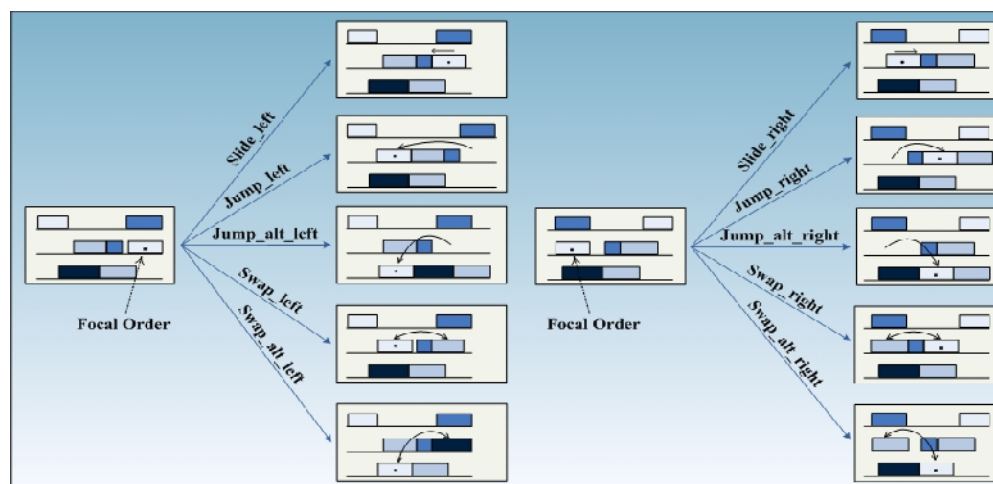 Slide_left
Jump_left
Jump_alt_left
Swap_left
Swap_alt_left
Focal Order
Slide_right
Jump_right
Jump_alt_right
Swap_right
Swap_alt_right
Focal Order